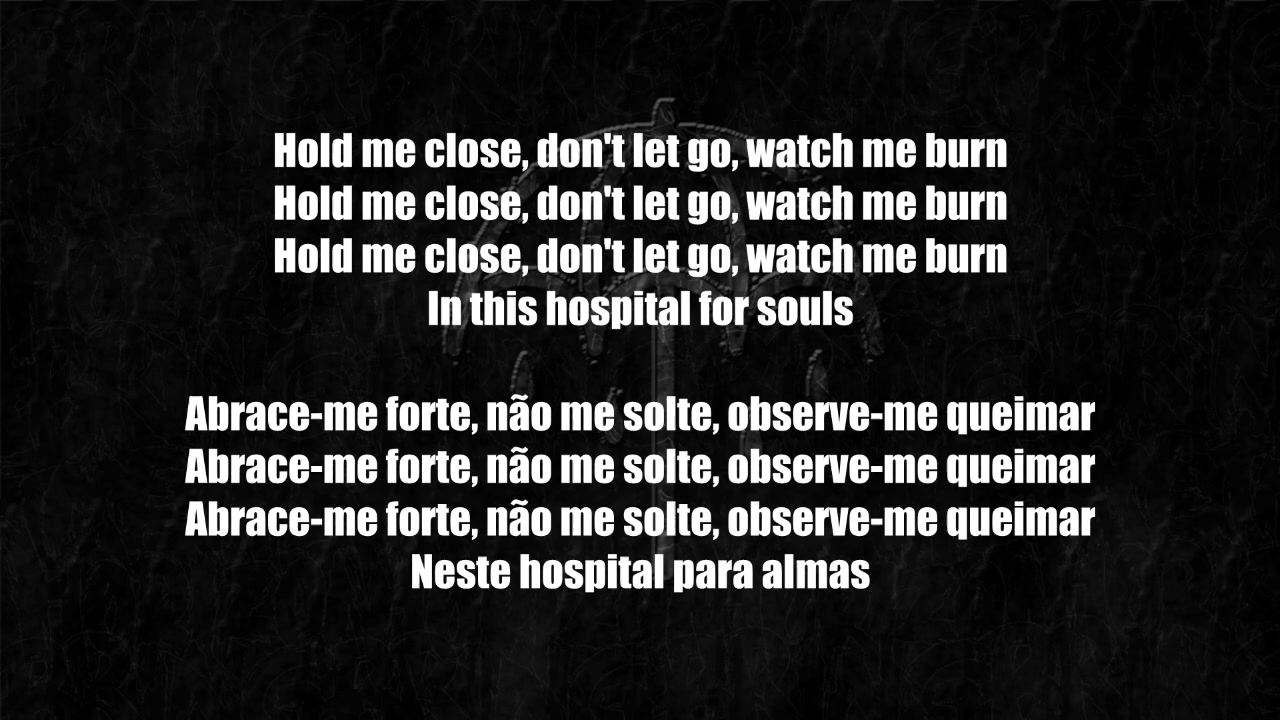 Hold me close, don't let go, watch me burn
Hold me close, don't let go, watch me burn
Hold me close, don't let go, watch me burn
In this hospital for souls
Abrace-me forte, não me solte, observe-me queimar
Abrace-me forte, não me solte, observe-me queimar
Abrace-me forte, não me solte, observe-me queimar
Neste hospital para almas